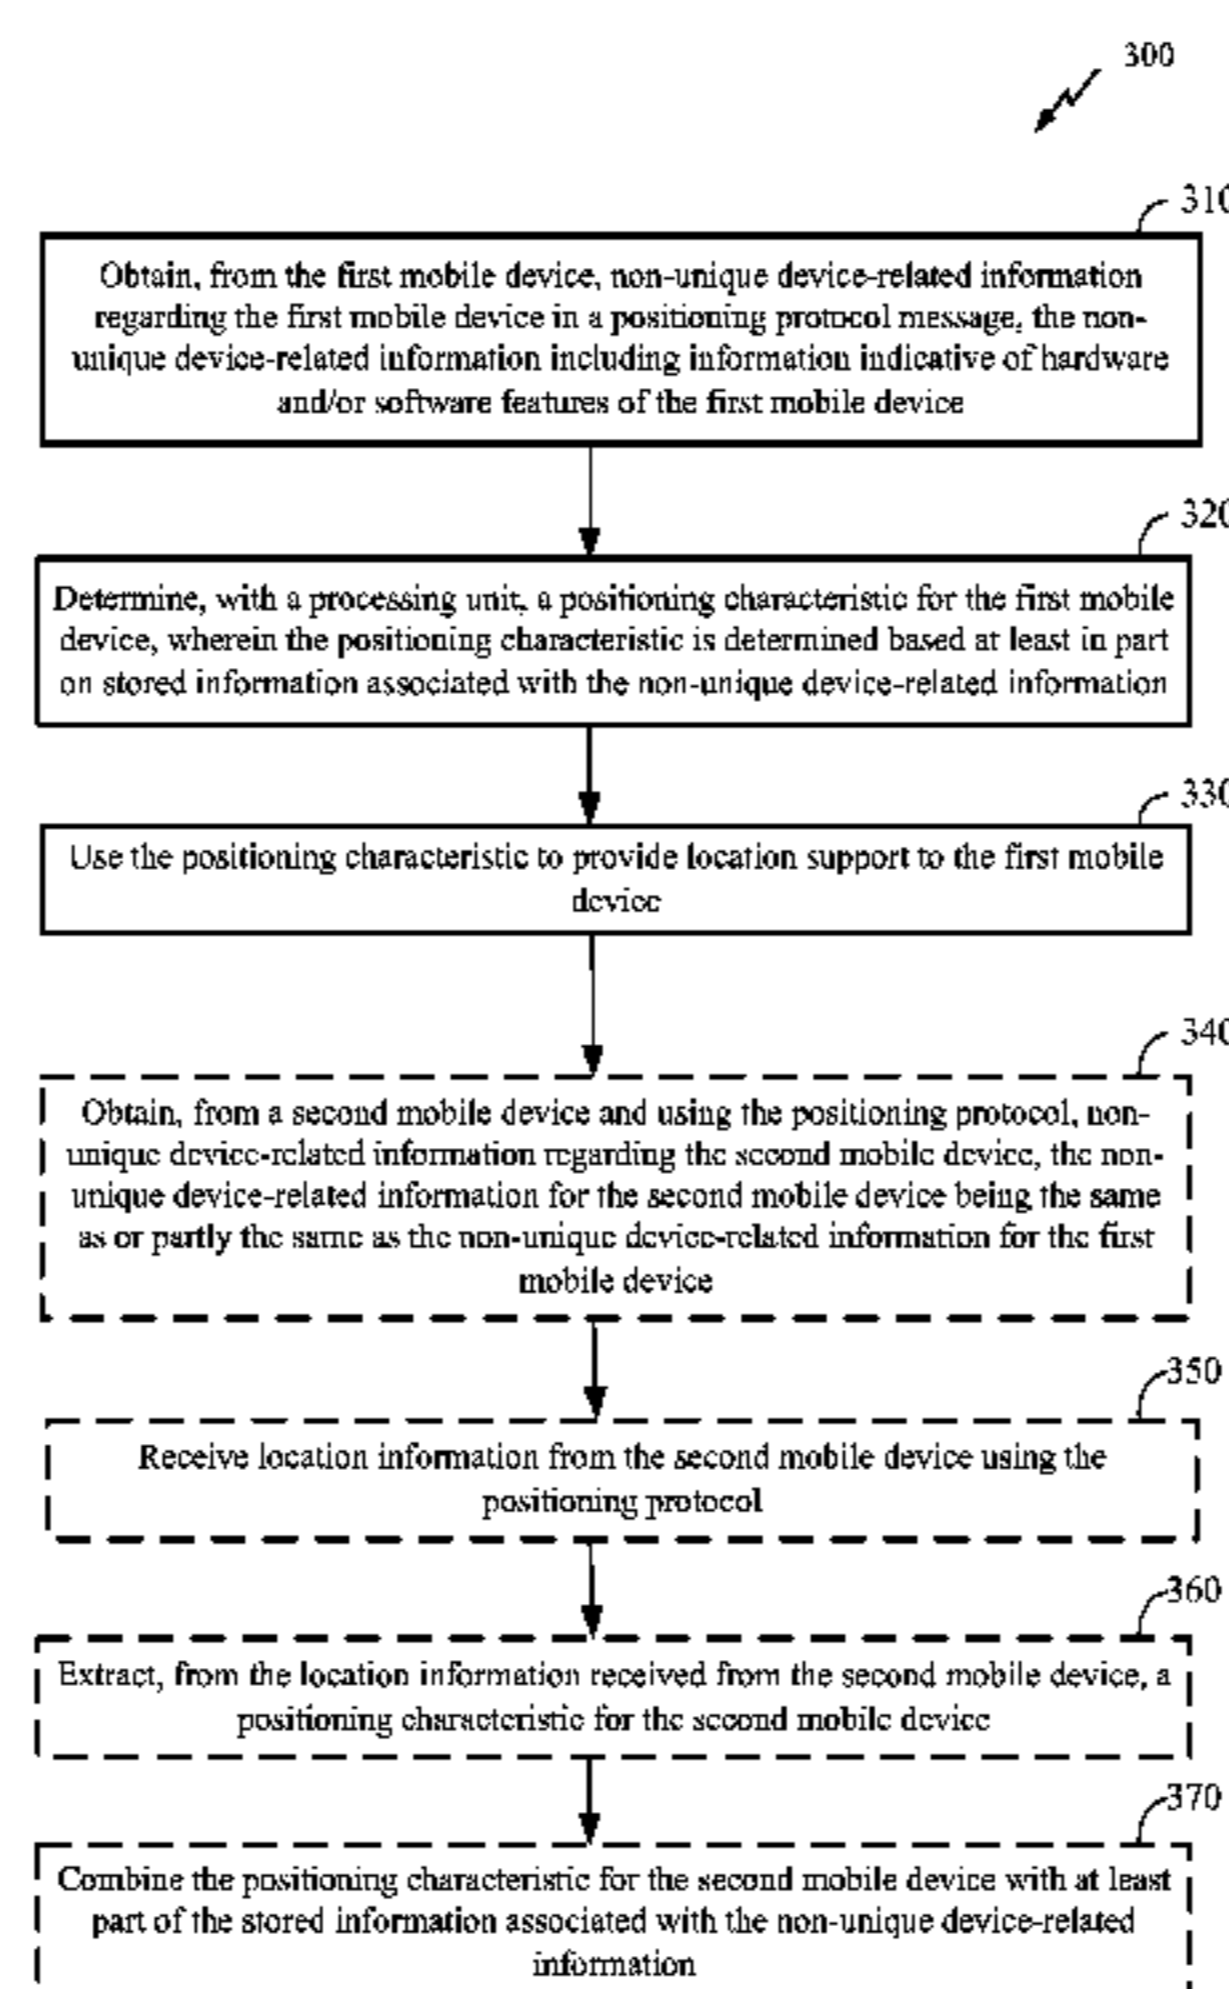 300
310
Obtain, from the first mobile device, non-unique device-related information
regarding the first mobile device in a positioning protocol message, the non-
unique device-related information including information indicative of hardware
and/or software features of the first mobile device
320
Determine, with a processing unit, a positioning characteristic for the first mobile
device, wherein the positioning characteristic is determined based at least in part
on stored information associated with the non-unique device-related information
330
Use the positioning characteristic to provide location support to the first mobile
device
340
Obtain, from a second mobile device and using the positioning protocol, non-
unique device-related information regarding the second mobile device, the non-
unique device-related information for the second mobile device being the same
as or partly the same as the non-unique device-related information for the first
mobile device
350
Receive location information from the second mobile device using the
positioning protocol
360
Extract, from the location information received from the second mobile device, a
positioning characteristic for the second mobile device
370
Combine the positioning characteristic for the second mobile device with at least
part of the stored information associated with the non-unique device-related
information